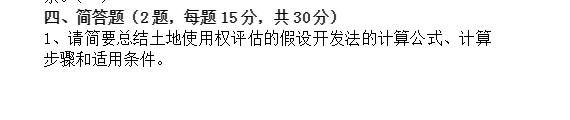 四、简答题（2题，每题15分，共30分）
1、请简要总结土地使用权评估的假设开发法的计算公式、计算
步骤和适用条件。